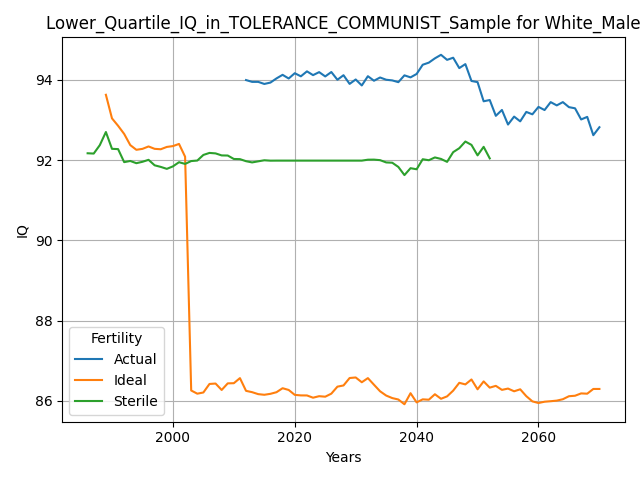 Lower_Quartile_IQ_in_TOLERANCE_COMMUNIST_Sample for White_Male
94
92
90
88
86
IQ
Fertility
Actual
Ideal
Sterile
2000
2020
2040
2060
Years